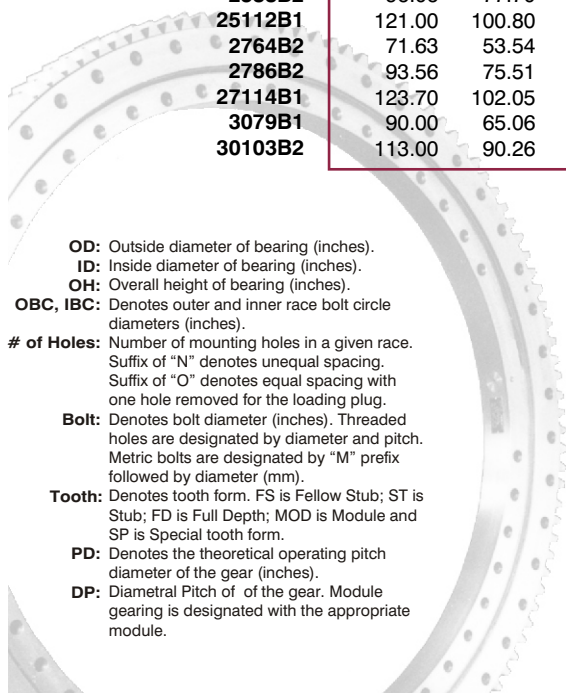 25112B1 121.00 100.80
2764B2 71.63 53.54
2786B2 93.56 75.51
27114B1 123.70 102.05
3079B1 90.00 65.06
30103B2 113.00 90.26
OD: Outside diameter of bearing (inches).
ID: Inside diameter of bearing (inches).
OH: Overall height of bearing (inches).
OBC, IBC: Denotes outer and inner race bolt circle
diameters (inches).
# of Holes: Number of mounting holes in a given race.
Suffix of “N” denotes unequal spacing.
Suffix of “O” denotes equal spacing with
one hole removed for the loading plug.
Bolt: Denotes bolt diameter (inches). Threaded
holes are designated by diameter and pitch.
Metric bolts are designated by “M” prefix
followed by diameter (mm).
Tooth: Denotes tooth form. FS is Fellow Stub; ST is
Stub; FD is Full Depth; MOD is Module and
SP is Special tooth form.
PD: Denotes the theoretical operating pitch
diameter of the gear (inches).
DP: Diametral Pitch of of the gear. Module
gearing is designated with the appropriate
module.